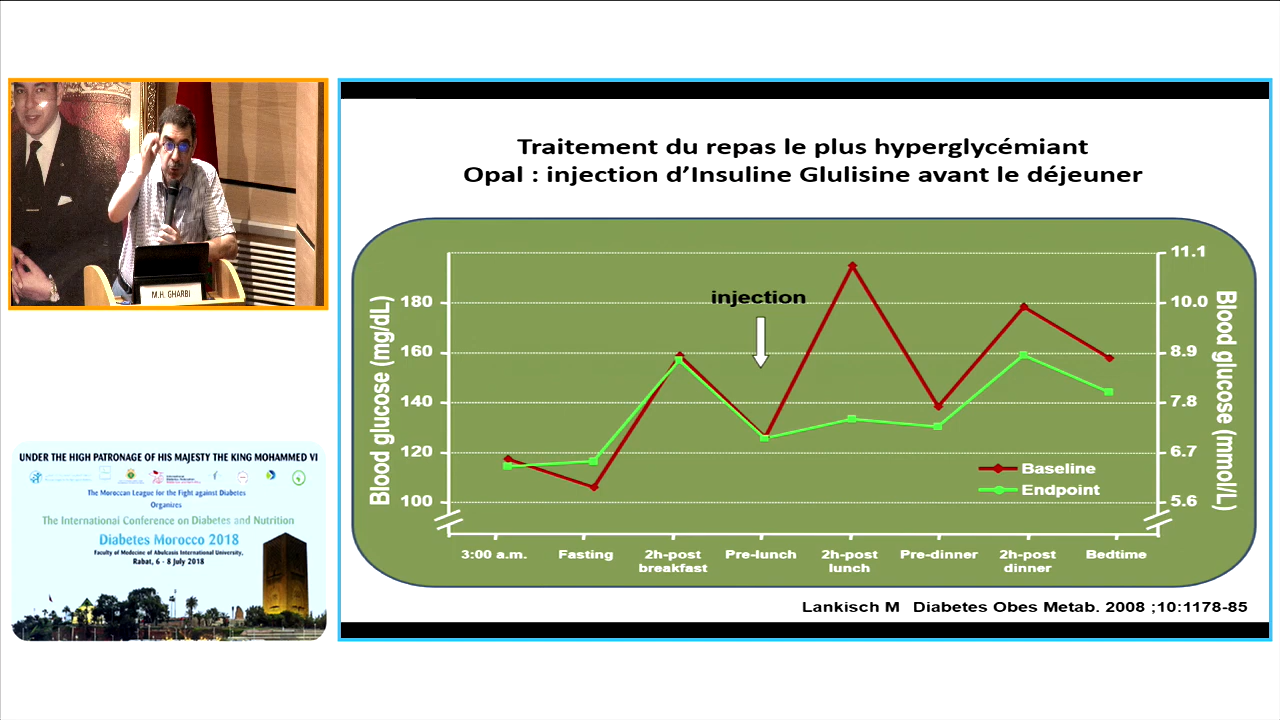 M.H. GHARBI
UNDER THE HIGH PATRONAGE OF HIS MAJESTY THE KING MOHAMMED VI
The Moroccan League for the Fight against Diabetes
Organizes
The International Conference on Diabetes and Nutrition
Diabetes Morocco 2018
Faculty of Medicine of Abulcasis International University,
Rabat, 6 - 8 July 2018
Traitement du repas le plus hyperglycémiant
Opal : injection d’Insuline Glulisine avant le déjeuner
Blood glucose (mg/dL)
180
160
140
120
100
injection
11.1
10.0
8.9
7.8
6.7
5.6
Blood glucose (mmol/L)
Baseline
Endpoint
3:00 a.m.
Fasting
2h-post
breakfast
Pre-lunch
2h-post
lunch
Pre-dinner
2h-post
dinner
Bedtime
Lankisch M Diabetes Obes Metab. 2008 ;10:1178-85